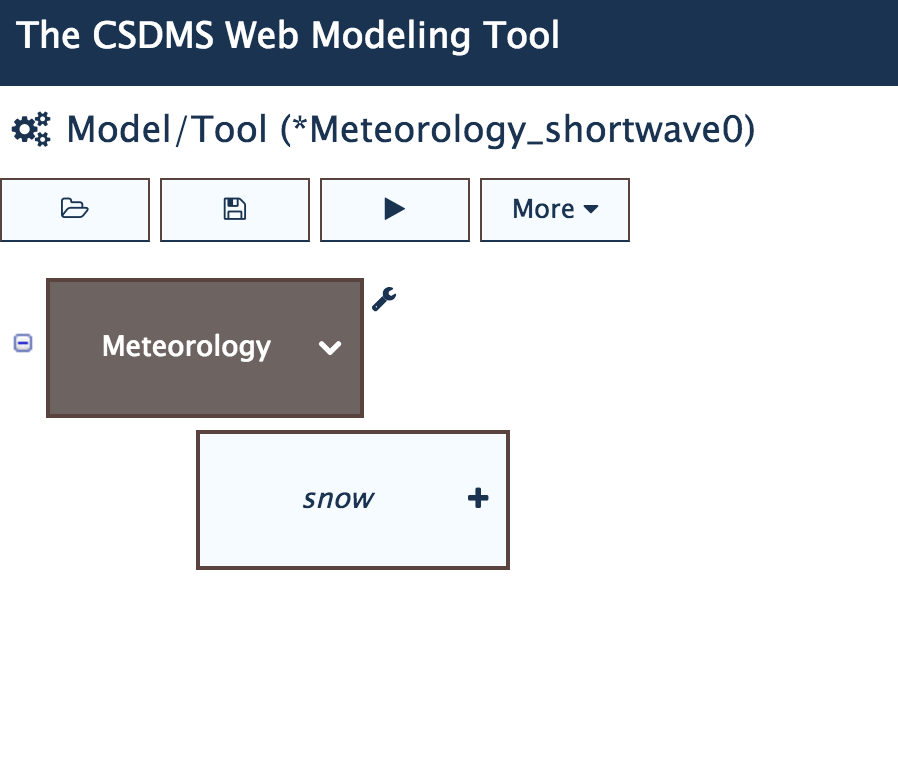 The CSDMS Web Modeling Tool
Model/Tool (*Meteorology_shortwave0)
More
Meteorology
snow